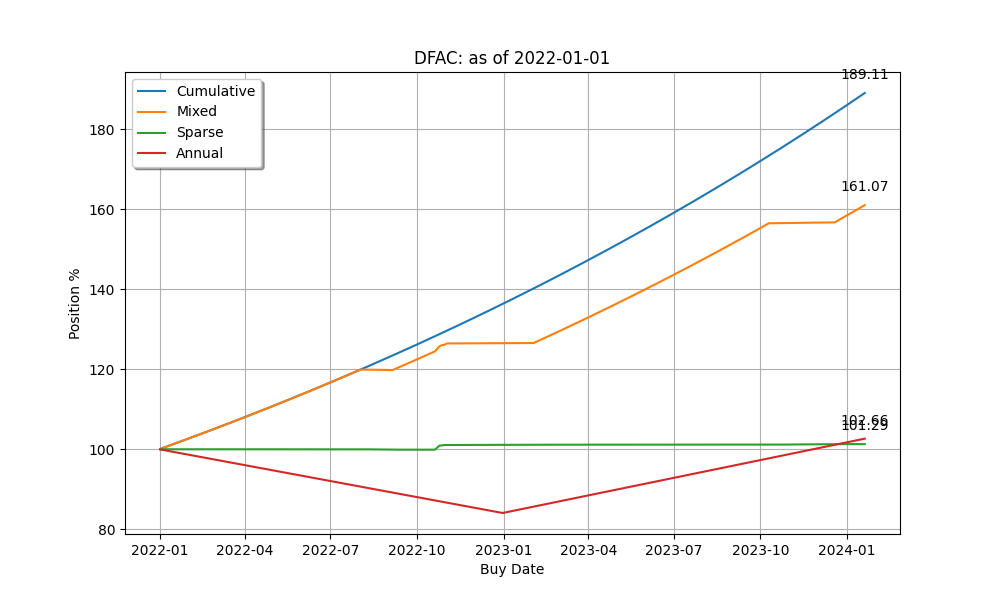 DFAC: as of 2022-01-01
189.11
Cumulative
Mixed
Sparse
Annual
180
161.07
160
140
120
102.66
101.29
100
80
2022-01 2022-04 2022-07 2022-10 2023-01 2023-04 2023-07 2023-10 2024-01
Buy Date
Position %